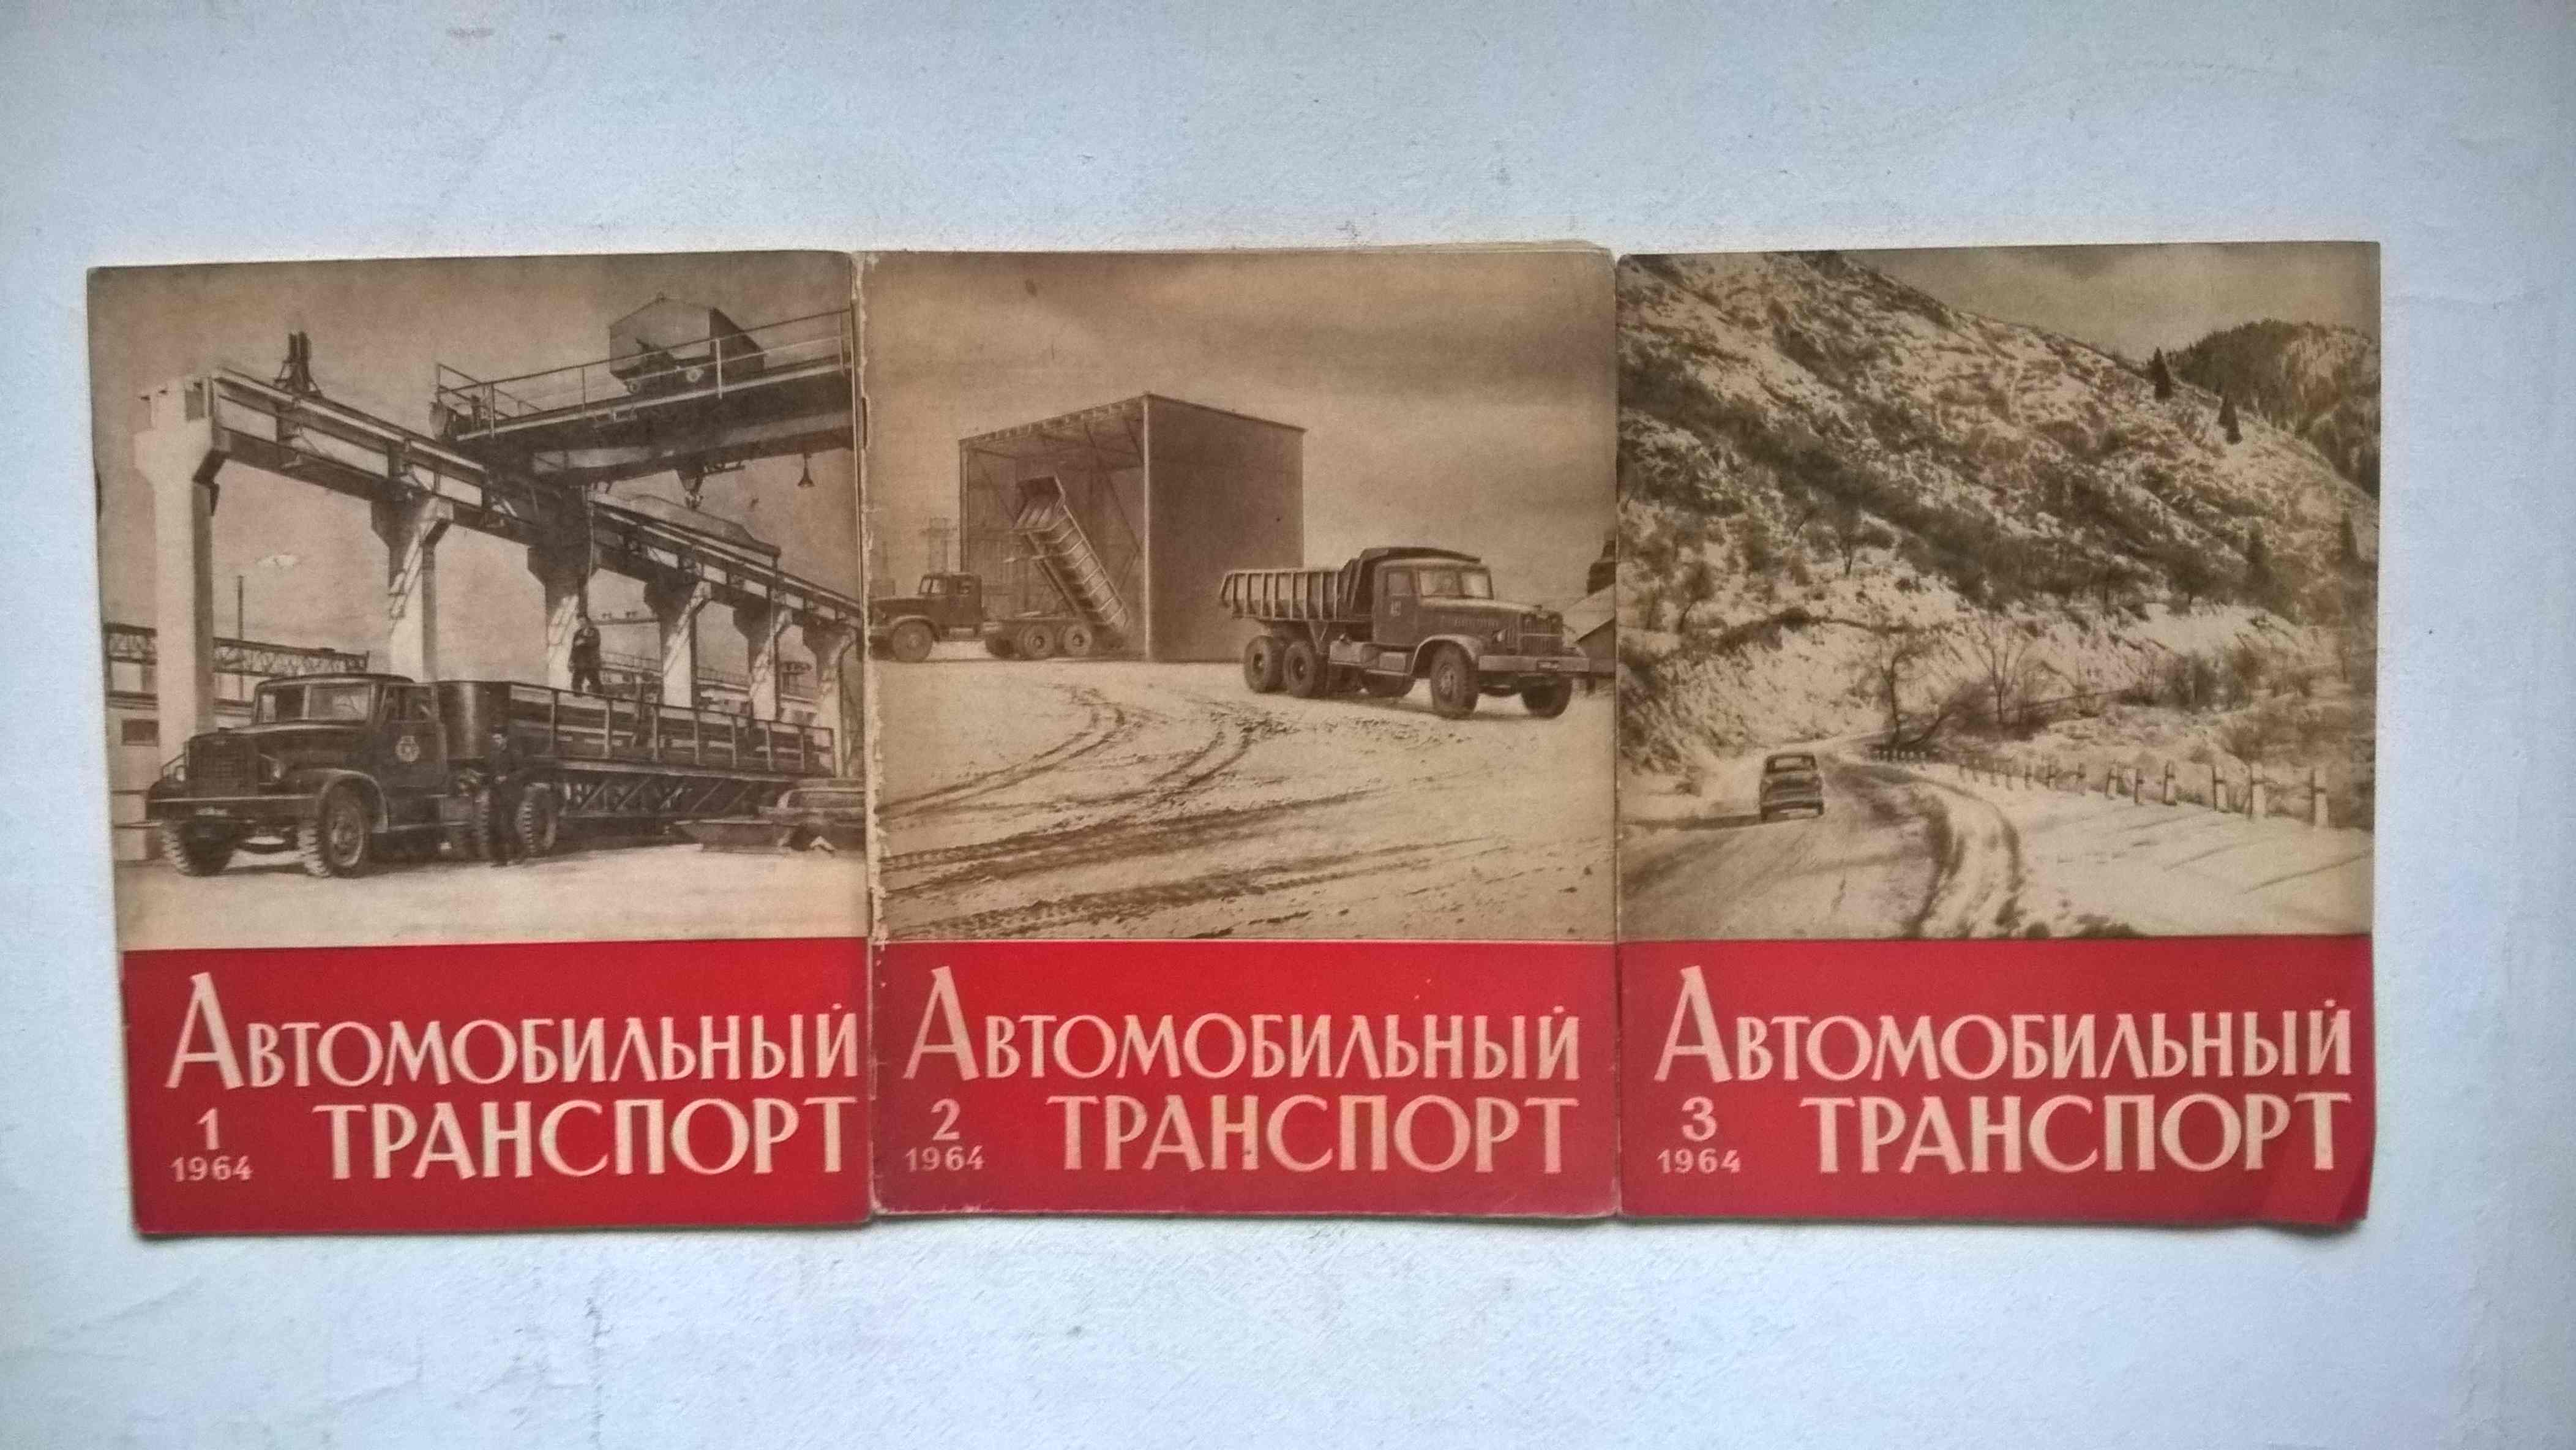 Автомобильный
транспорт
1
1964
Автомобильный
транспорт
2
1964
Автомобильный
транспорт
3
1964